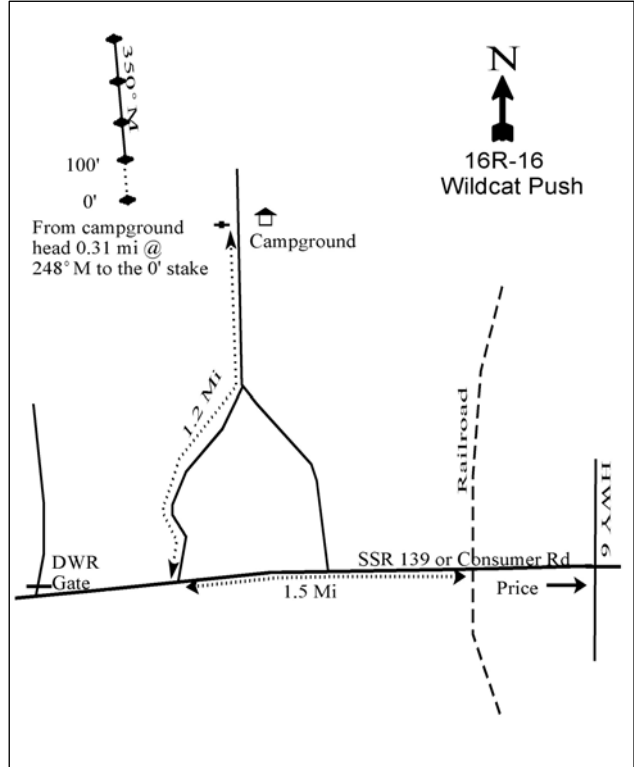 350° M
N
16R-16
Wildcat Push
100'
0'
From campground
head 0.31 mi @
248° M to the 0' stake
Campground
1.2 Mi
Railroad
HWY 6
DWR
Gate
SSR 139 or Consumer Rd
1.5 Mi
Price